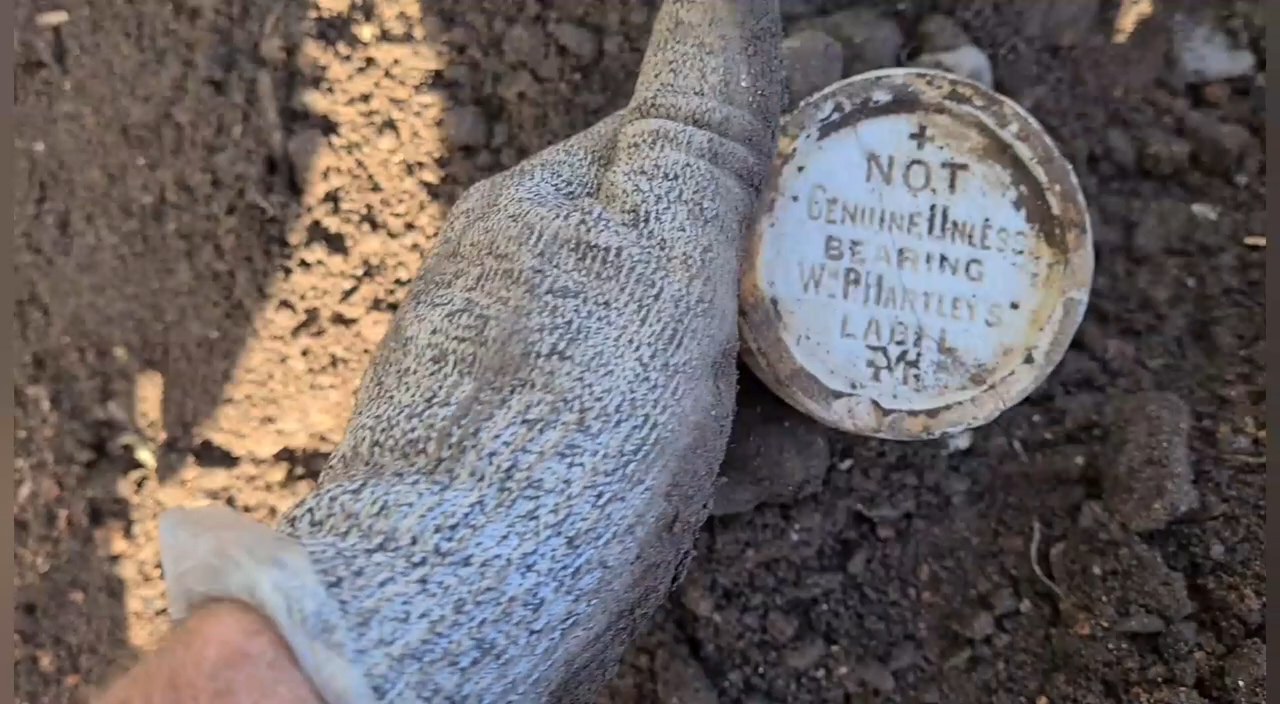 +
NOT
GENUINE UNLESS
BEARING
Wᴹ P HARTLEY'S
LABEL